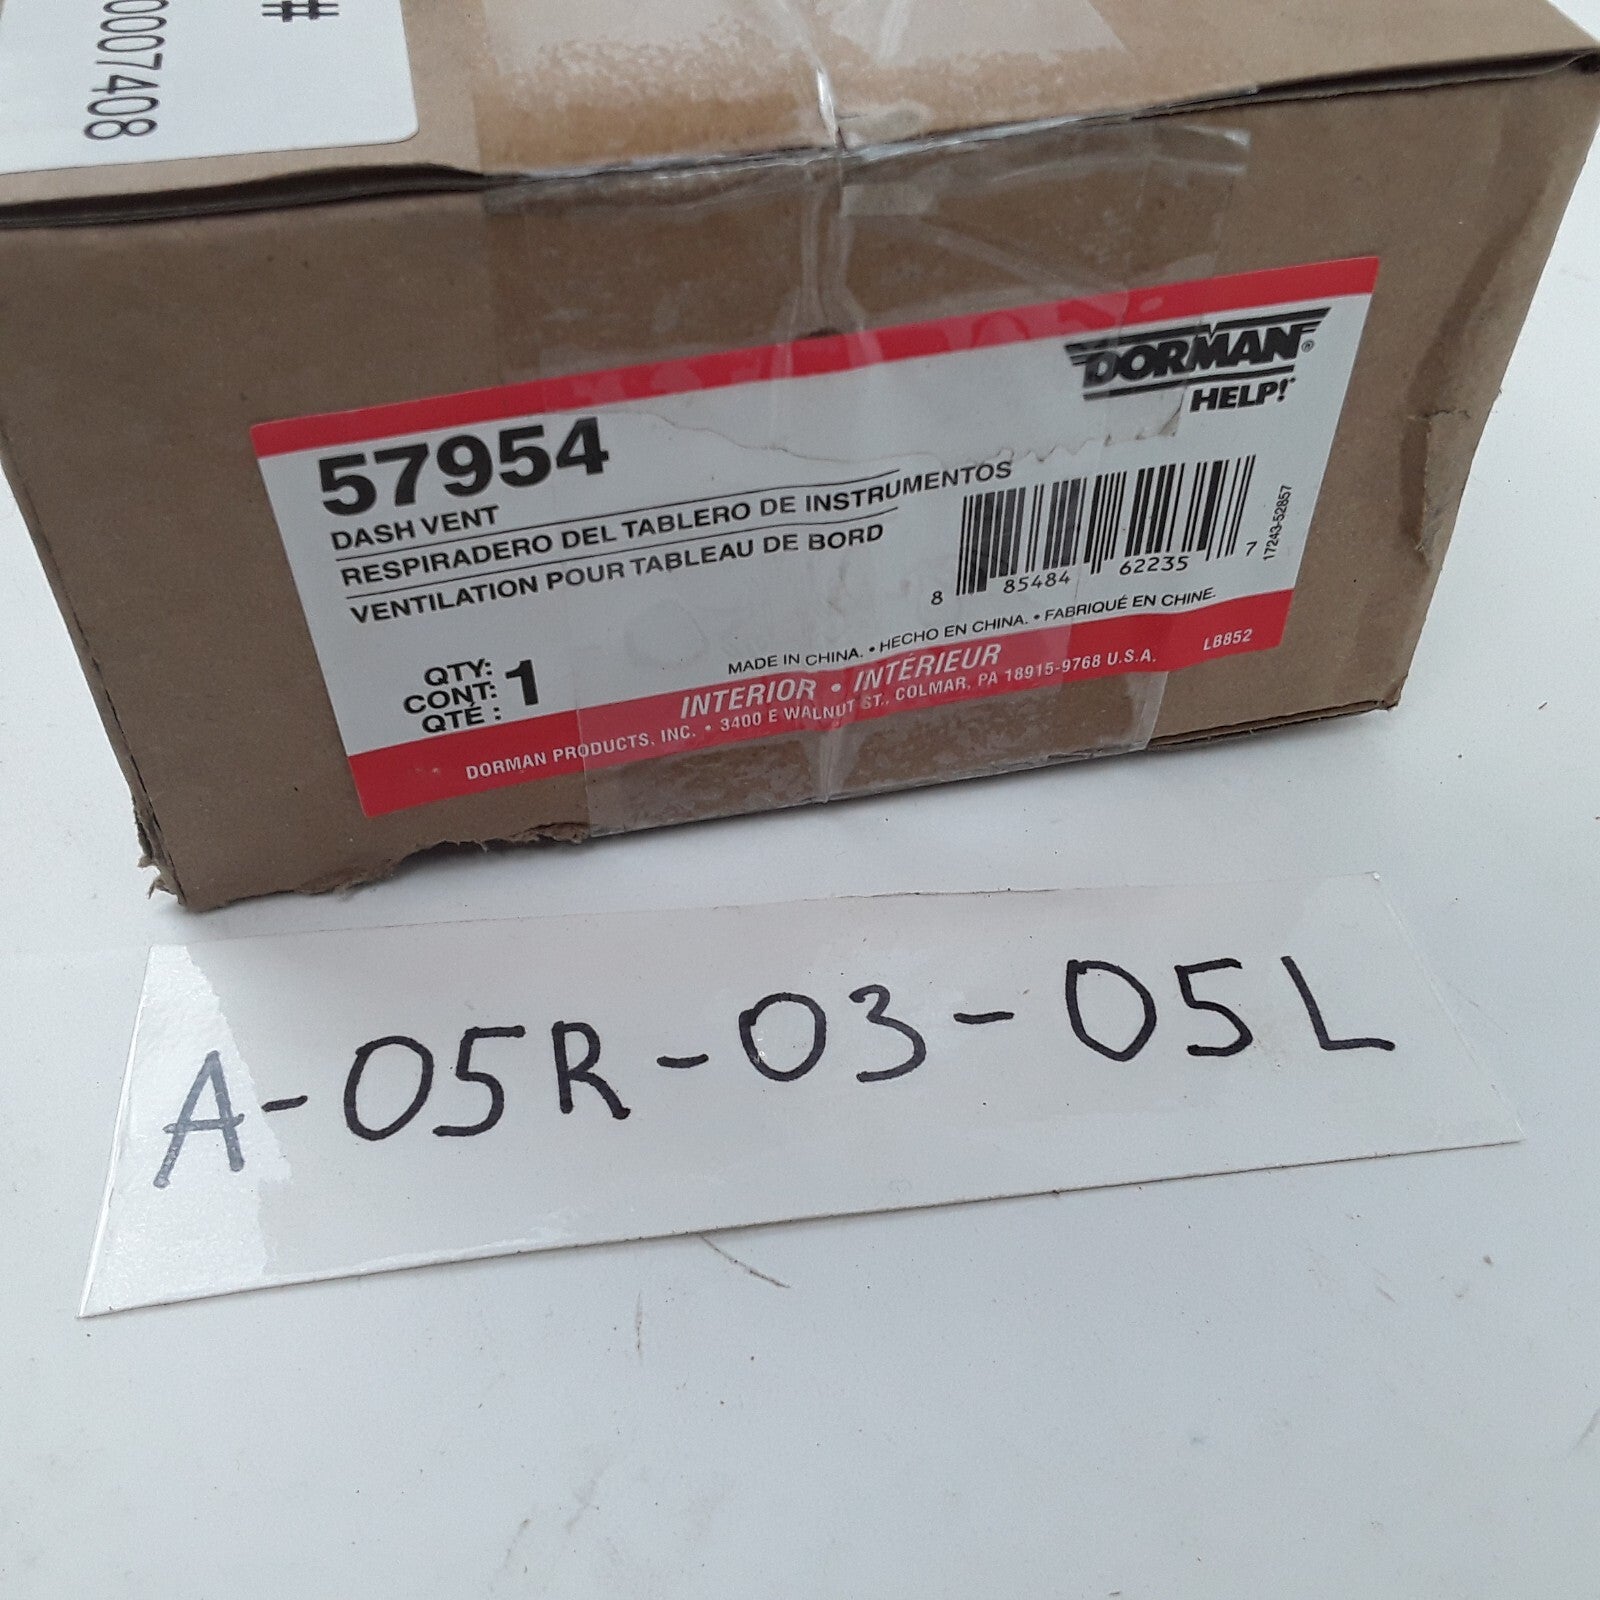 #
0007408
DORMAN®
HELP!
57954
DASH VENT
RESPIRADERO DEL TABLERO DE INSTRUMENTOS
VENTILATION POUR TABLEAU DE BORD
8 85484 62235 7
17243-52857
QTY:
CONT: 1
QTÉ :
MADE IN CHINA. • HECHO EN CHINA. • FABRIQUÉ EN CHINE.
INTERIOR • INTÉRIEUR
LB852
DORMAN PRODUCTS, INC. • 3400 E WALNUT ST., COLMAR, PA 18915-9768 U.S.A.
A-05R-03-05L